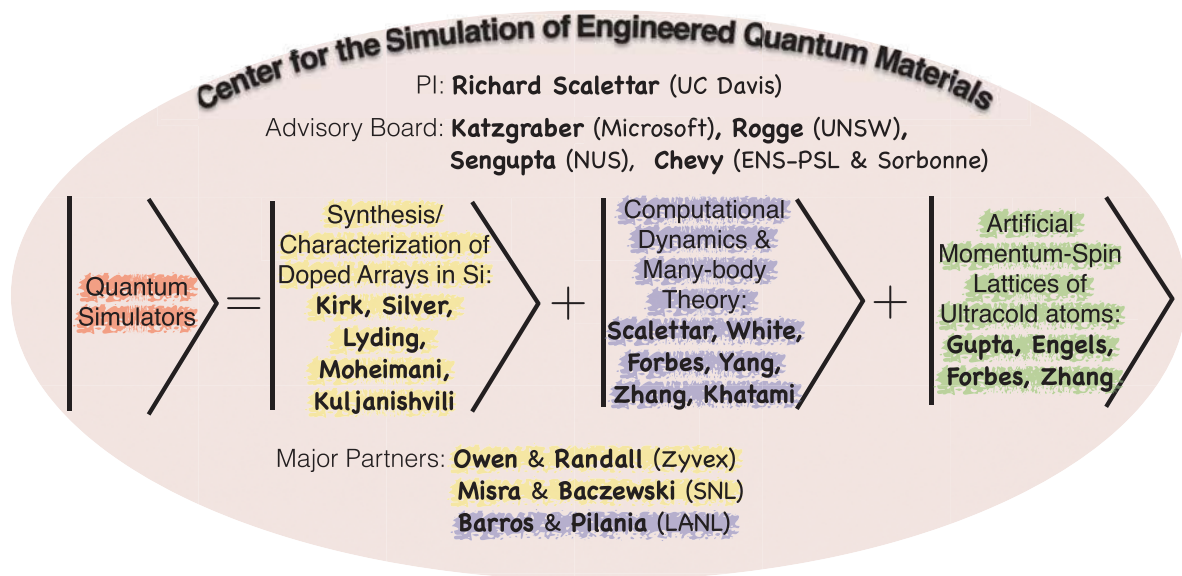 Center for the Simulation of Engineered Quantum Materials
PI: Richard Scalettar (UC Davis)
Advisory Board: Katzgraber (Microsoft), Rogge (UNSW),
Sengupta (NUS), Chevy (ENS-PSL & Sorbonne)
Quantum
Simulators
=
Synthesis/
Characterization of
Doped Arrays in Si:
Kirk, Silver,
Lyding,
Moheimani,
Kuljanishvili
+
Computational
Dynamics &
Many-body
Theory:
Scalettar, White,
Forbes, Yang,
Zhang, Khatami
+
Artificial
Momentum-Spin
Lattices of
Ultracold atoms:
Gupta, Engels,
Forbes, Zhang
Major Partners: Owen & Randall (Zyvex)
Misra & Baczewski (SNL)
Barros & Pilania (LANL)